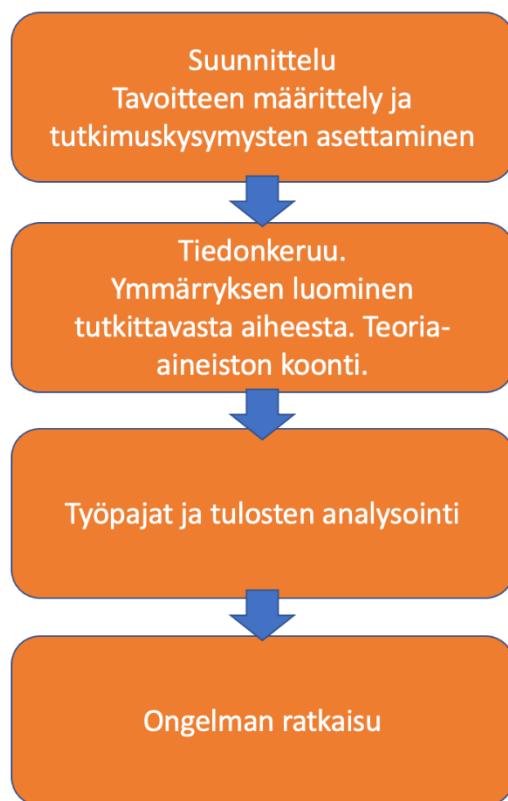 Suunnittelu
Tavoitteen määrittely ja
tutkimuskysymysten asettaminen
Tiedonkeruu.
Ymmärryksen luominen
tutkittavasta aiheesta. Teoria-
aineiston koonti.
Työpajat ja tulosten analysointi
Ongelman ratkaisu